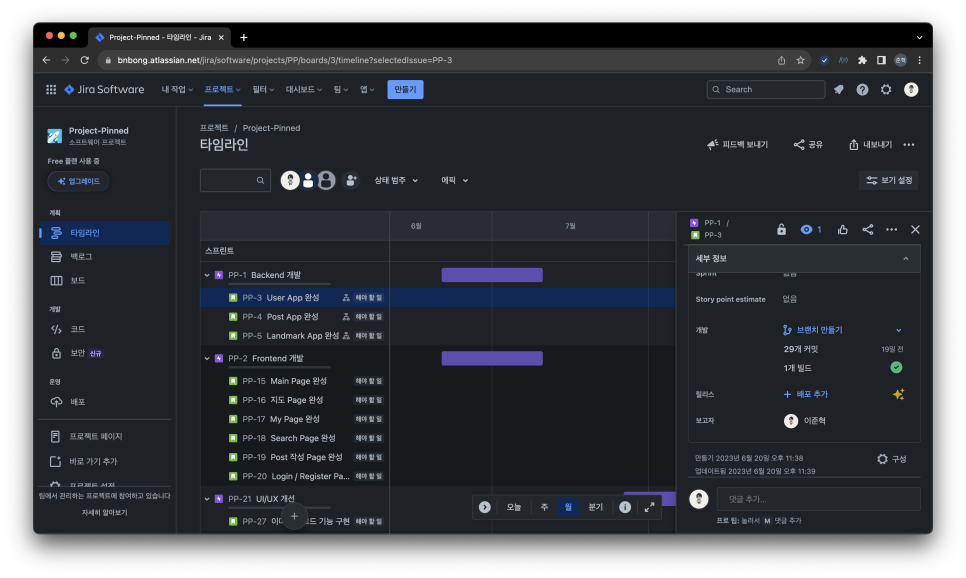 Project-Pinned - 타임라인 - Jira
bnbong.atlassian.net/jira/software/projects/PP/boards/3/timeline?selectedIssue=PP-3
Jira Software 내 작업 프로젝트 필터 대시보드 팀 앱 만들기 Search
Project-Pinned
소프트웨어 프로젝트
Free 플랜 사용 중
업그레이드
계획
타임라인
백로그
보드
개발
코드
보안 신규
운영
배포
프로젝트 페이지
바로 가기 추가
프로젝트 설정
팀에서 관리하는 프로젝트에 참여하고 있습니다
자세히 알아보기
프로젝트 / Project-Pinned
타임라인
피드백 보내기 공유 내보내기
상태 범주 에픽 보기 설정
6월 7월
스프린트
PP-1 Backend 개발
PP-3 User App 완성 해야 할 일
PP-4 Post App 완성 해야 할 일
PP-5 Landmark App 완성 해야 할 일
PP-2 Frontend 개발
PP-15 Main Page 완성 해야 할 일
PP-16 지도 Page 완성 해야 할 일
PP-17 My Page 완성 해야 할 일
PP-18 Search Page 완성 해야 할 일
PP-19 Post 작성 Page 완성 해야 할 일
PP-20 Login / Register Pa... 해야 할 일
PP-21 UI/UX 개선
PP-27 기능 구현 해야 할 일
오늘 주 월 분기
PP-1 /
PP-3
1
세부 정보
Sprint 없음
Story point estimate 없음
개발 브랜치 만들기
29개 커밋 19일 전
1개 빌드
릴리스 배포 추가
보고자 이준혁
만들기 2023년 6월 20일 오후 11:38
업데이트됨 2023년 6월 20일 오후 11:39
구성
댓글 추가...
프로 팁: 눌러서 M 댓글 추가